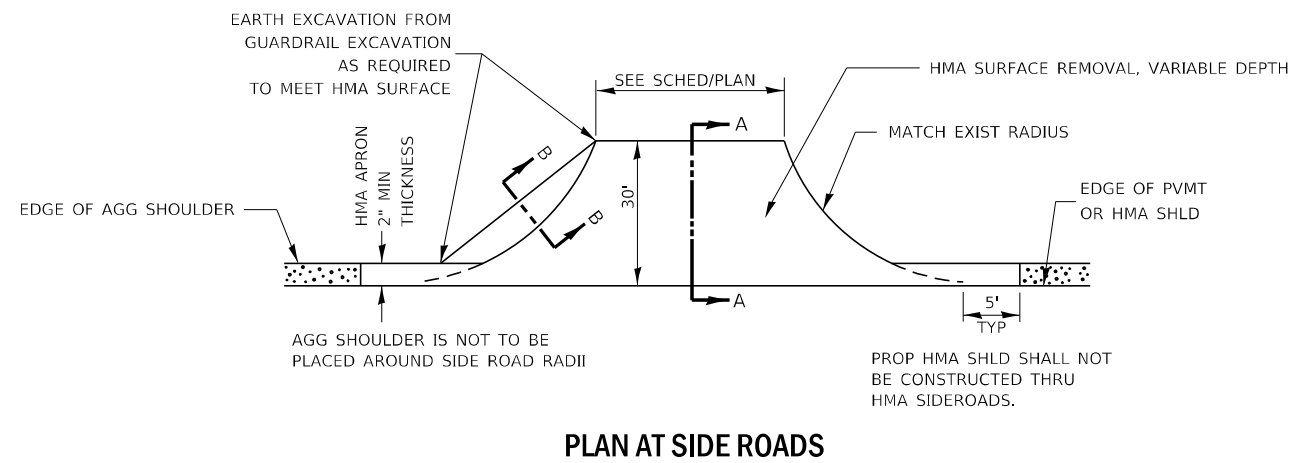 EARTH EXCAVATION FROM
GUARDRAIL EXCAVATION
AS REQUIRED
TO MEET HMA SURFACE
SEE SCHED/PLAN
HMA SURFACE REMOVAL, VARIABLE DEPTH
A
MATCH EXIST RADIUS
HMA APRON
2" MIN
THICKNESS
B
B
30'
EDGE OF AGG SHOULDER
EDGE OF PVMT
OR HMA SHLD
A
5'
TYP
AGG SHOULDER IS NOT TO BE
PLACED AROUND SIDE ROAD RADII
PROP HMA SHLD SHALL NOT
BE CONSTRUCTED THRU
HMA SIDEROADS.
PLAN AT SIDE ROADS